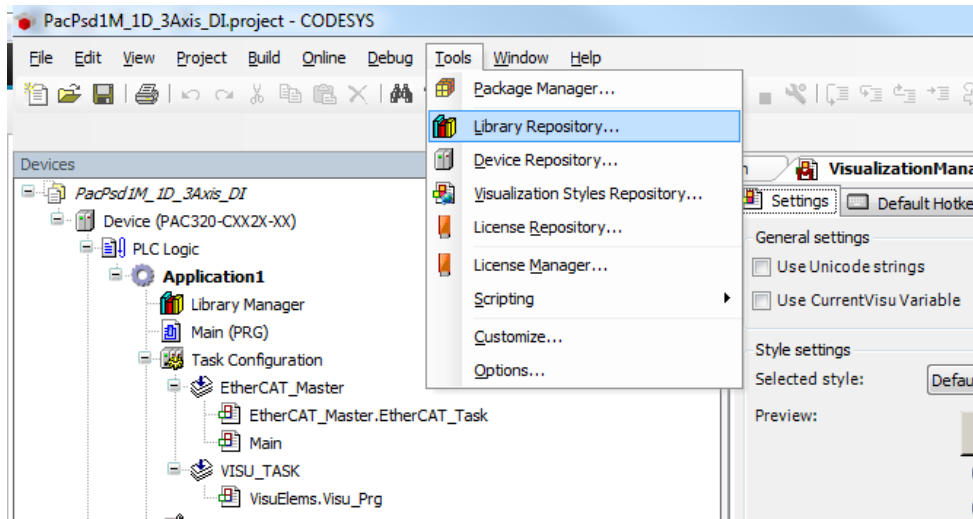 PacPsd1M_1D_3Axis_DI.project - CODESYS
File Edit View Project Build Online Debug Tools Window Help
Package Manager...
Library Repository...
Device Repository...
Visualization Styles Repository...
License Repository...
License Manager...
Scripting
Customize...
Options...
Devices
PacPsd1M_1D_3Axis_DI
Device (PAC320-CXX2X-XX)
PLC Logic
Application1
Library Manager
Main (PRG)
Task Configuration
EtherCAT_Master
EtherCAT_Master.EtherCAT_Task
Main
VISU_TASK
VisuElems.Visu_Prg
VisualizationMana
Settings Default Hotke
General settings
Use Unicode strings
Use CurrentVisu Variable
Style settings
Selected style: Defau
Preview: